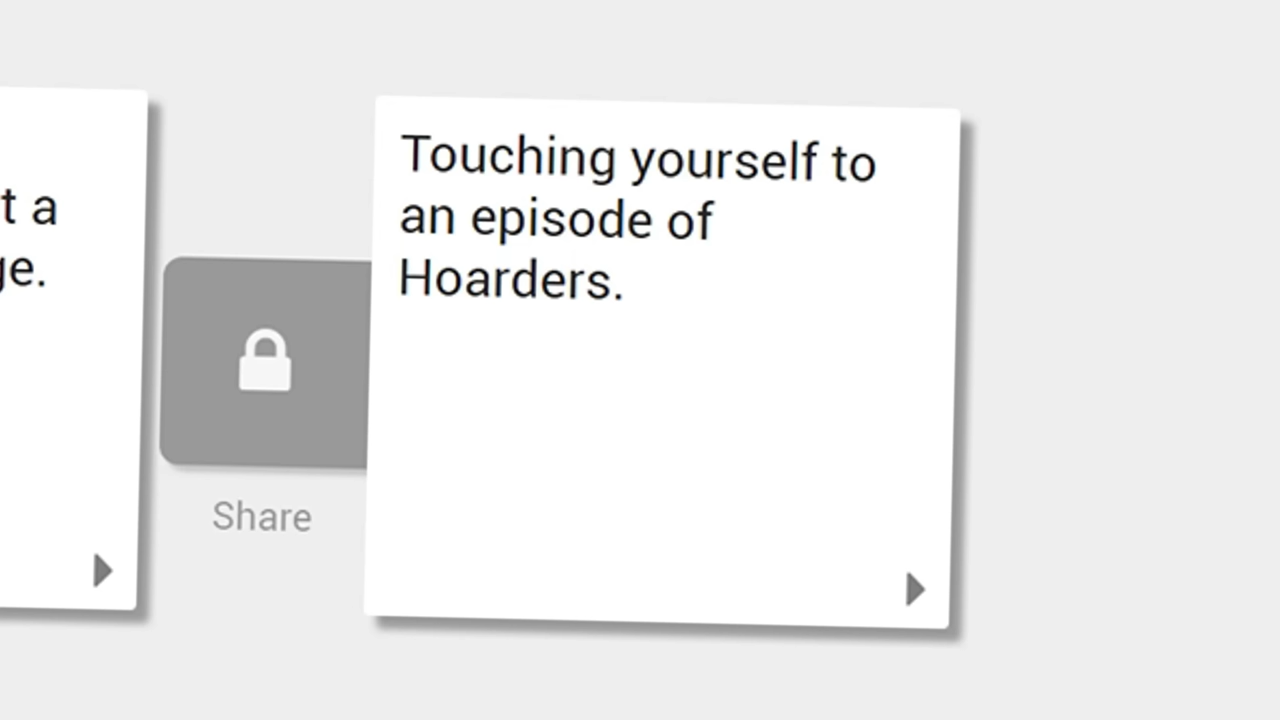 t a
ge.
Touching yourself to
an episode of
Hoarders.
Share